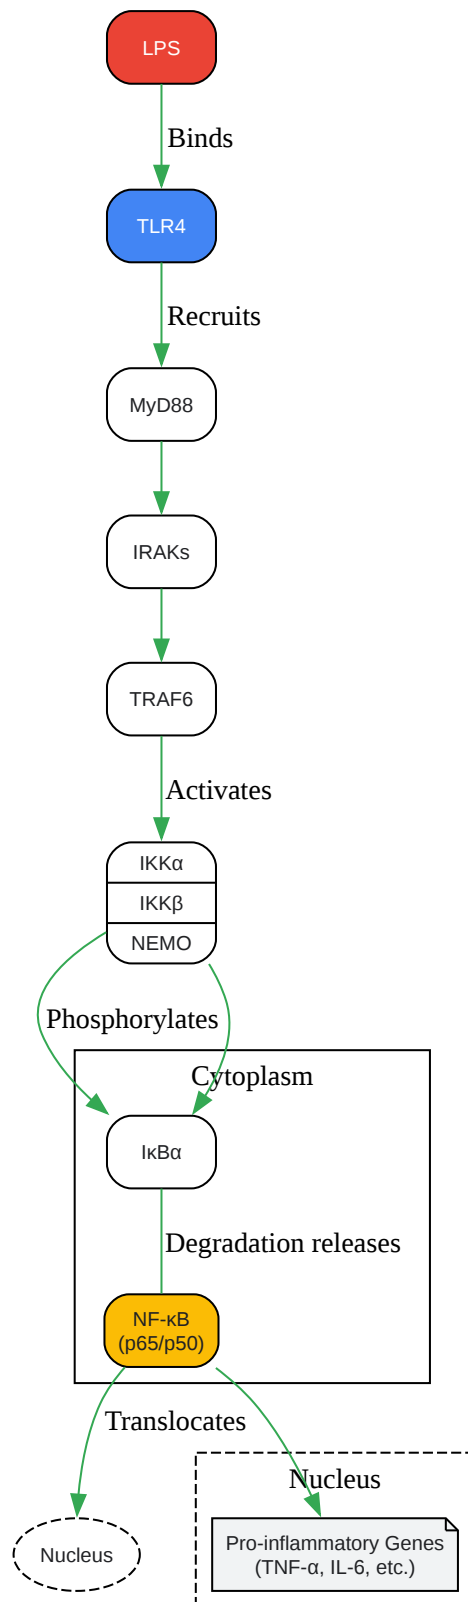 LPS
Binds
TLR4
Recruits
MyD88
IRAKs
TRAF6
Activates
IKKα
IKKβ
NEMO
Phosphorylates
Cytoplasm
IκBα
Degradation releases
NF-κB
(p65/p50)
Translocates
Nucleus
Nucleus
Pro-inflammatory Genes
(TNF-α, IL-6, etc.)